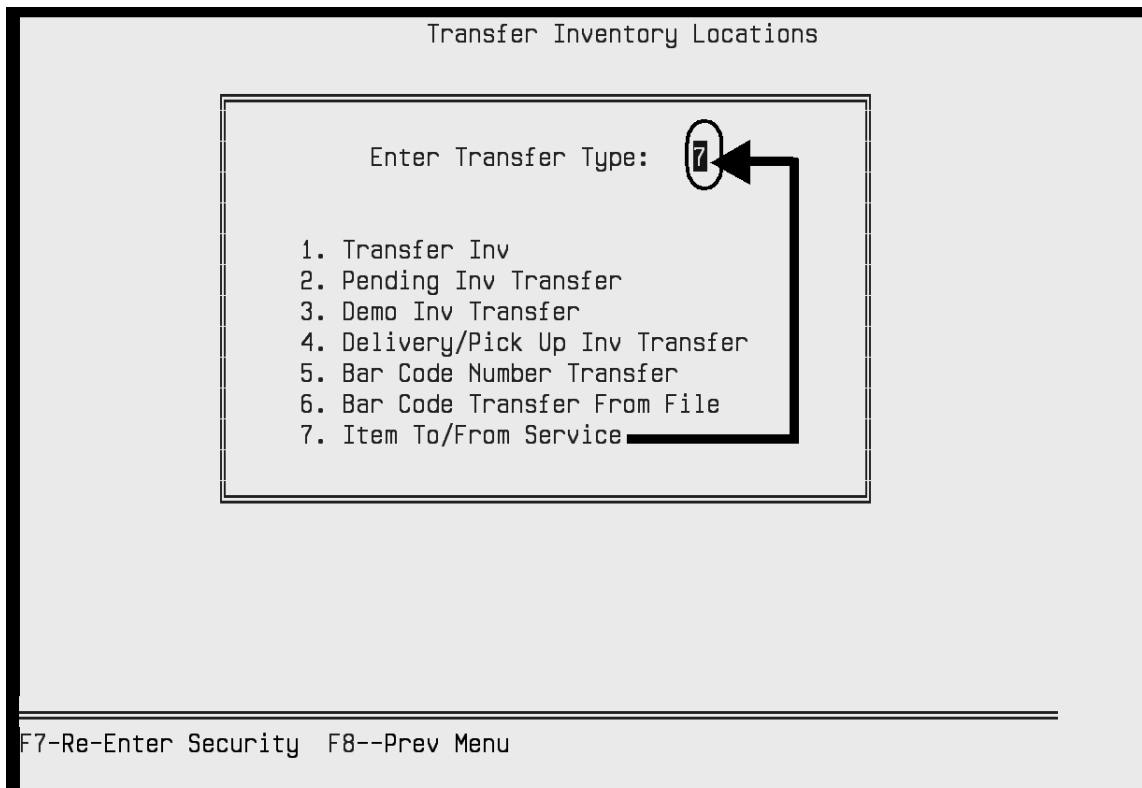 Transfer Inventory Locations
Enter Transfer Type: 7
1. Transfer Inv
2. Pending Inv Transfer
3. Demo Inv Transfer
4. Delivery/Pick Up Inv Transfer
5. Bar Code Number Transfer
6. Bar Code Transfer From File
7. Item To/From Service
F7-Re-Enter Security F8--Prev Menu